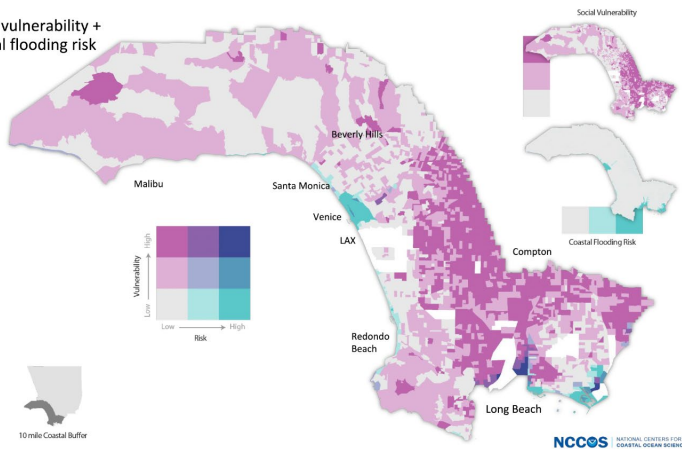 vulnerability +
l flooding risk
Social Vulnerability
Beverly Hills
Malibu
Santa Monica
Venice
LAX
Coastal Flooding Risk
Compton
High
Vulnerability
Low
Low
High
Risk
Redondo
Beach
Long Beach
10 mile Coastal Buffer
NCCOS
NATIONAL CENTERS FOR
COASTAL OCEAN SCIENC